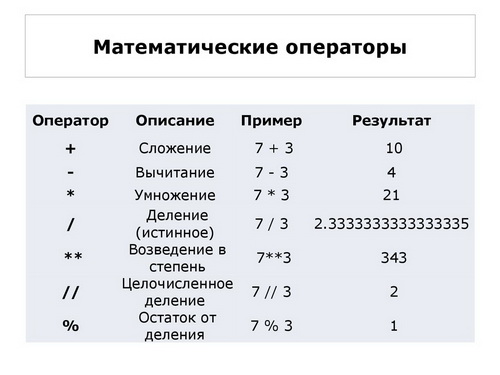 Математические операторы
Оператор Описание Пример Результат
+ Сложение 7 + 3 10
- Вычитание 7 - 3 4
* Умножение 7 * 3 21
/ Деление (истинное) 7 / 3 2.3333333333333335
** Возведение в степень 7**3 343
// Целочисленное деление 7 // 3 2
% Остаток от деления 7 % 3 1